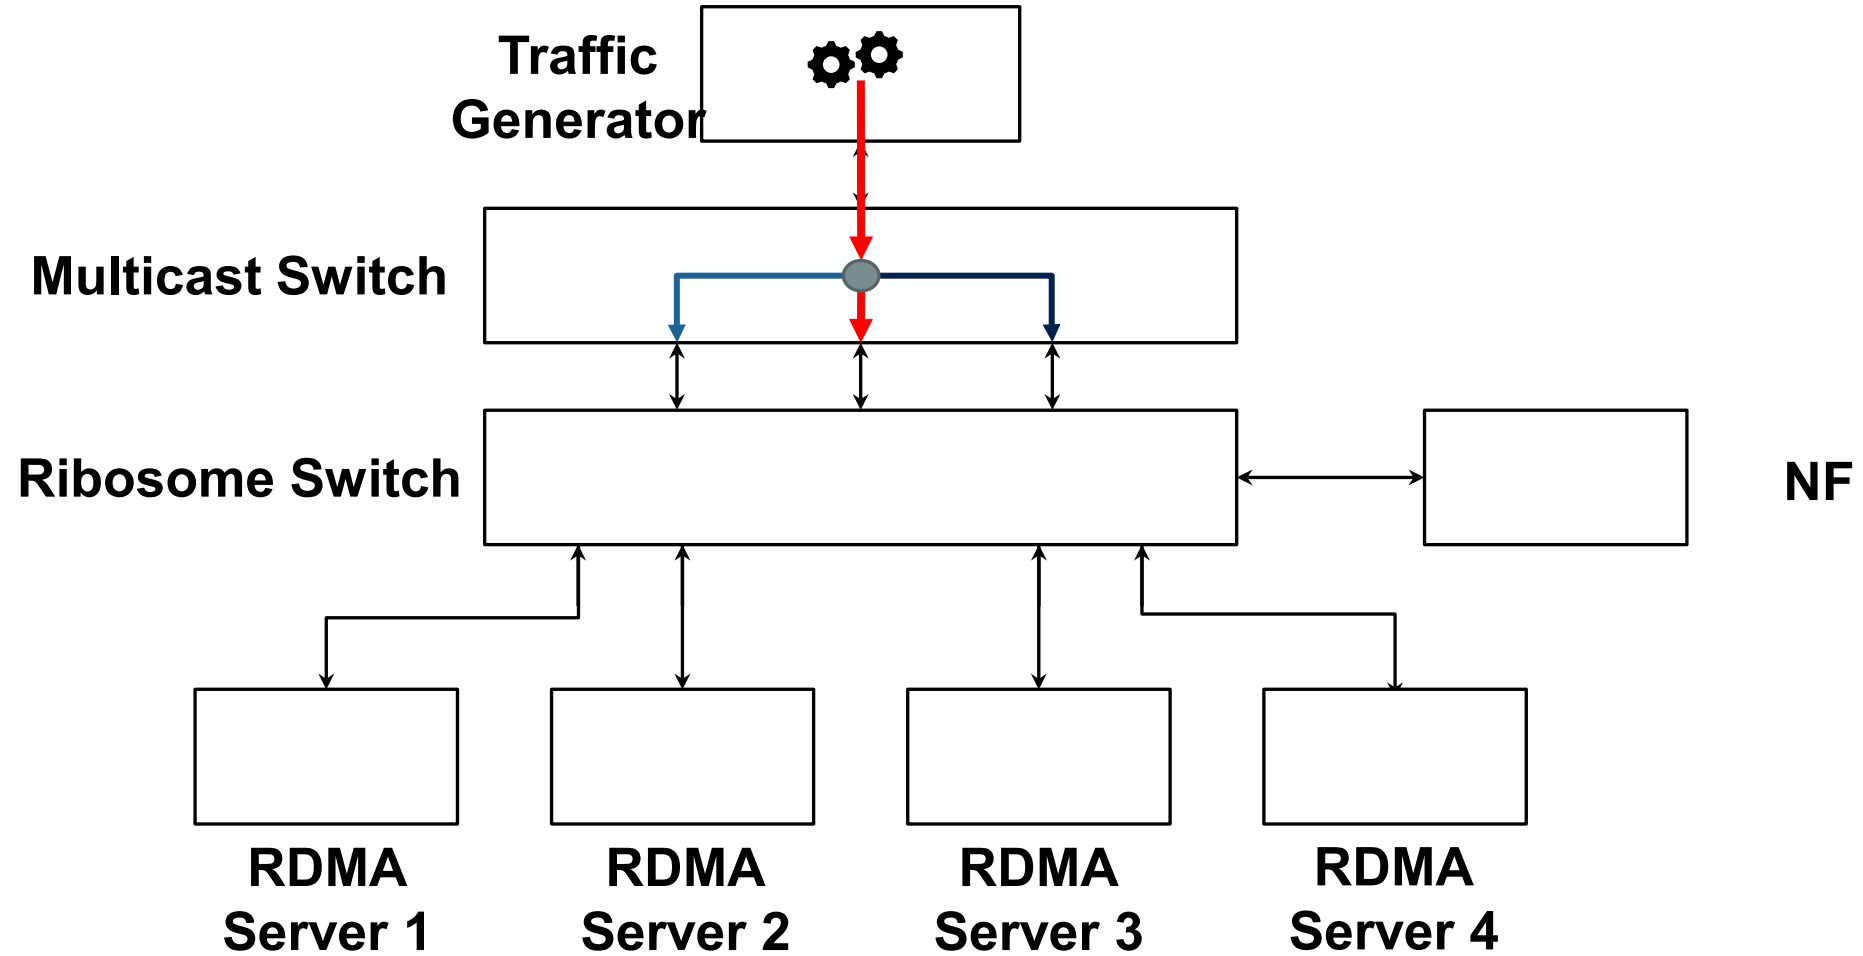 Traffic
Generator
Multicast Switch
Ribosome Switch
NF
RDMA
Server 1
RDMA
Server 2
RDMA
Server 3
RDMA
Server 4